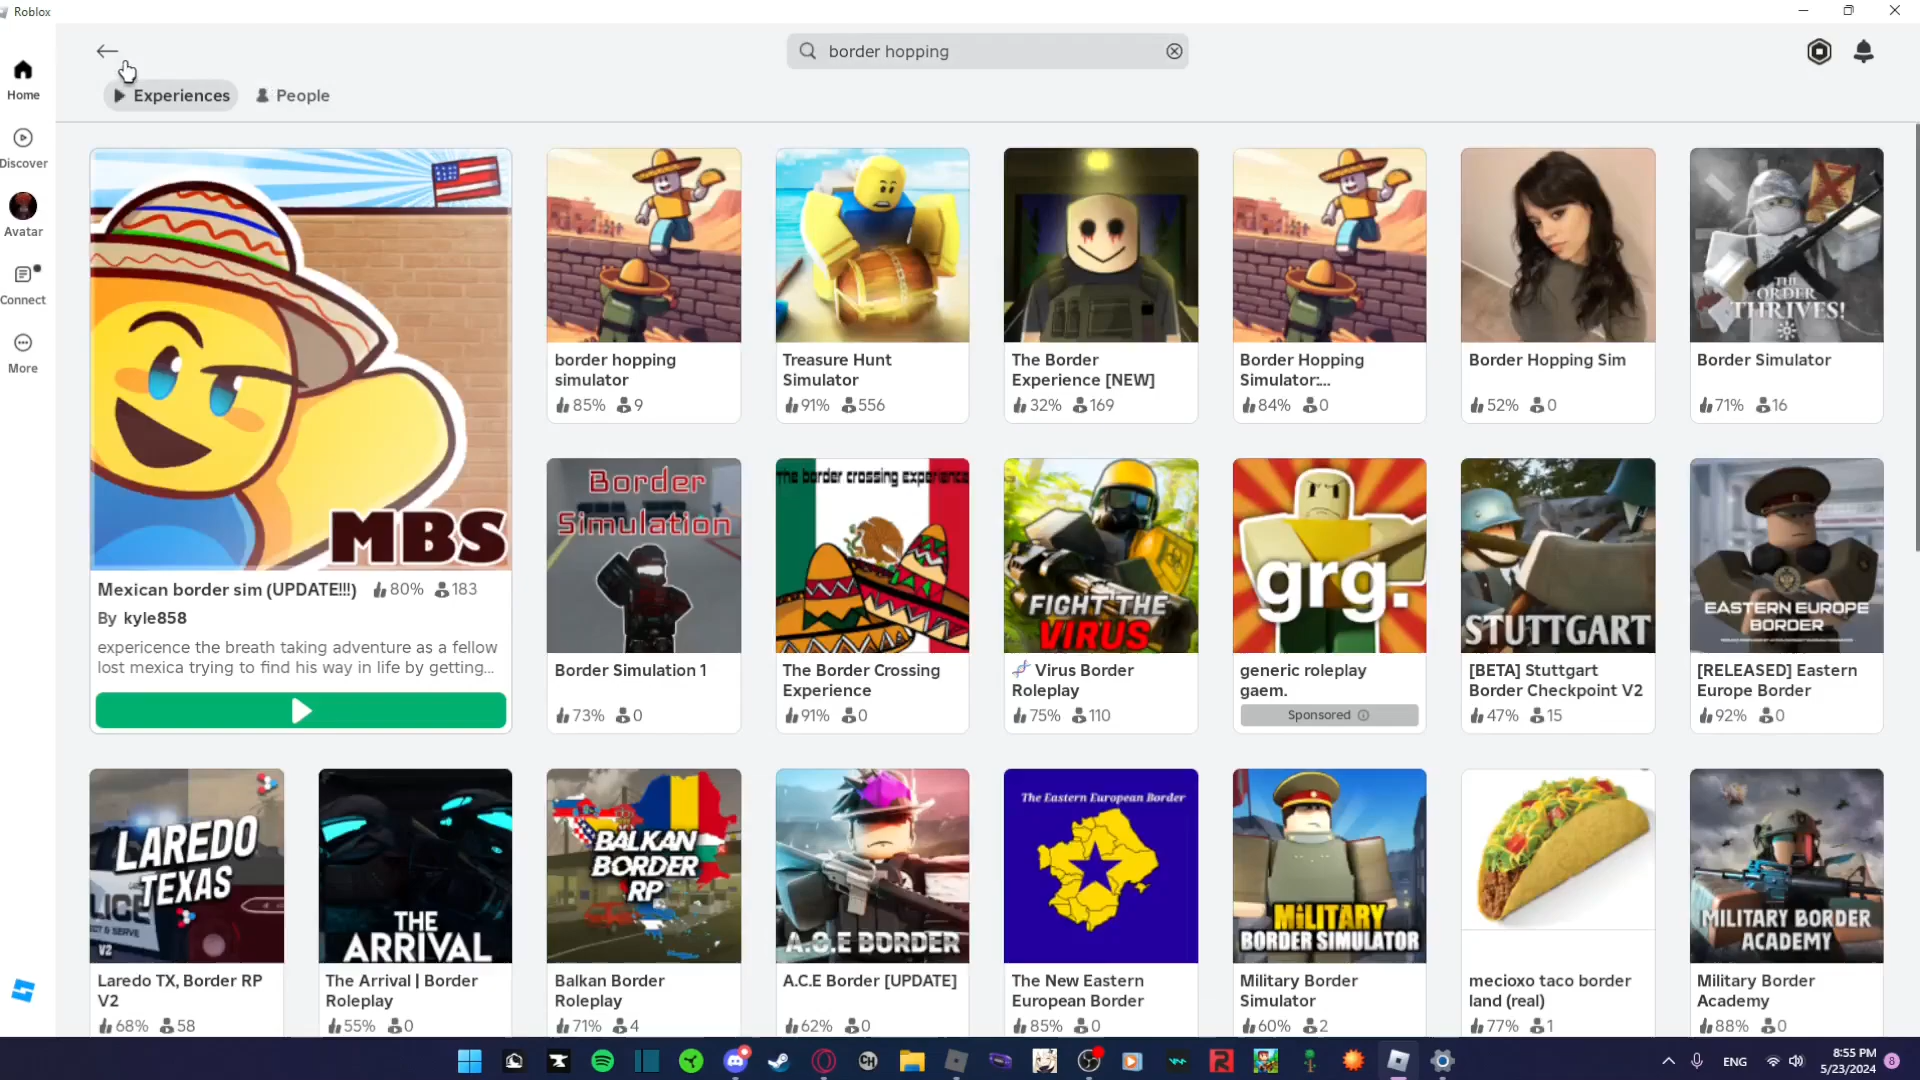 Roblox
border hopping
Home
Experiences
People
Discover
Avatar
Connect
More
MBS
Mexican border sim (UPDATE!!!) 80% 183
By kyle858
expericence the breath taking adventure as a fellow
lost mexica trying to find his way in life by getting...
border hopping
simulator
85% 9
Treasure Hunt
Simulator
91% 556
The Border
Experience [NEW]
32% 169
Border Hopping
Simulator:...
84% 0
Border Hopping Sim
52% 0
THE
ORDER
THRIVES!
Border Simulator
71% 16
Border
Simulation
Border Simulation 1
73% 0
The border crossing experience
The Border Crossing
Experience
91% 0
FIGHT THE
VIRUS
Virus Border
Roleplay
75% 110
grg.
generic roleplay
gaem.
Sponsored
STUTTGART
[BETA] Stuttgart
Border Checkpoint V2
47% 15
EASTERN EUROPE
BORDER
[RELEASED] Eastern
Europe Border
92% 0
LAREDO
TEXAS
LICE
CT & SERVE
V2
Laredo TX, Border RP
V2
68% 58
THE
ARRIVAL
The Arrival | Border
Roleplay
55% 0
BALKAN
BORDER
RP
Balkan Border
Roleplay
71% 4
A.C.E BORDER
A.C.E Border [UPDATE]
62% 0
The Eastern European Border
The New Eastern
European Border
85% 0
MILITARY
BORDER SIMULATOR
Military Border
Simulator
60% 2
mecioxo taco border
land (real)
77% 1
MILITARY BORDER
ACADEMY
Military Border
Academy
88% 0
CH
ENG
8:55 PM
5/23/2024
8